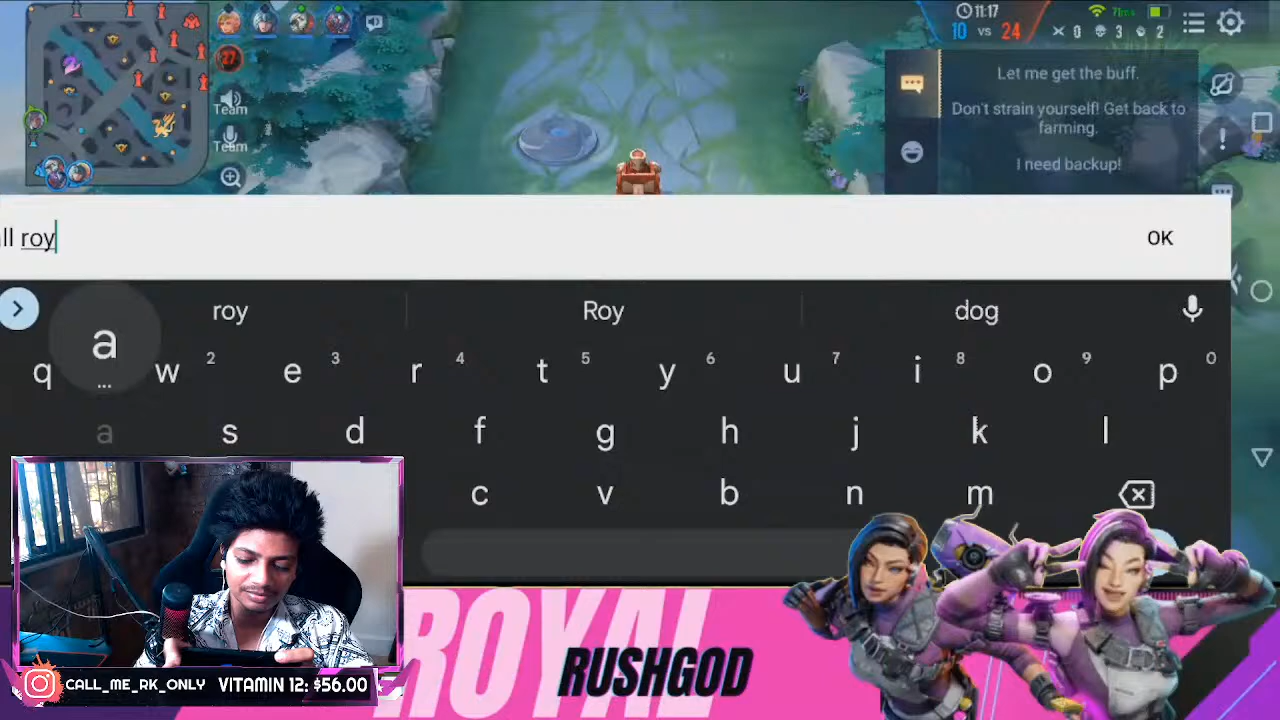 11:17
71ms
10 vs 24
0 3 2
27
Team
Team
Let me get the buff.
Don't strain yourself! Get back to
farming.
I need backup!
ll roy
OK
roy
Roy
dog
a
...
q w 2 e 3 r 4 t 5 y 6 u 7 i 8 o 9 p 0
a s d f g h j k l
c v b n m
ROYAL
RUSHGOD
CALL_ME_RK_ONLY VITAMIN 12: $56.00